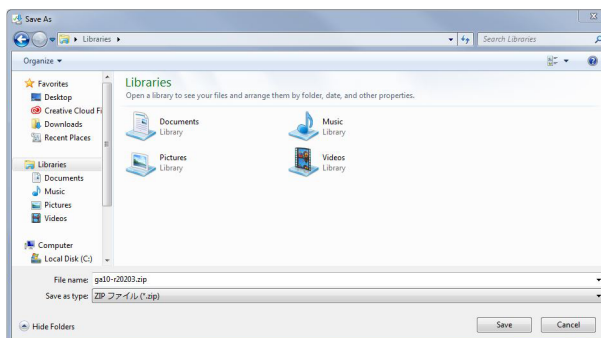 Save As
Libraries
Search Libraries
Organize
Favorites
Desktop
Creative Cloud Fi
Downloads
Recent Places
Libraries
Documents
Music
Pictures
Videos
Computer
Local Disk (C:)
Libraries
Open a library to see your files and arrange them by folder, date, and other properties.
Documents
Library
Music
Library
Pictures
Library
Videos
Library
File name: ga10-r20203.zip
Save as type: ZIP ファイル (*.zip)
Hide Folders
Save
Cancel